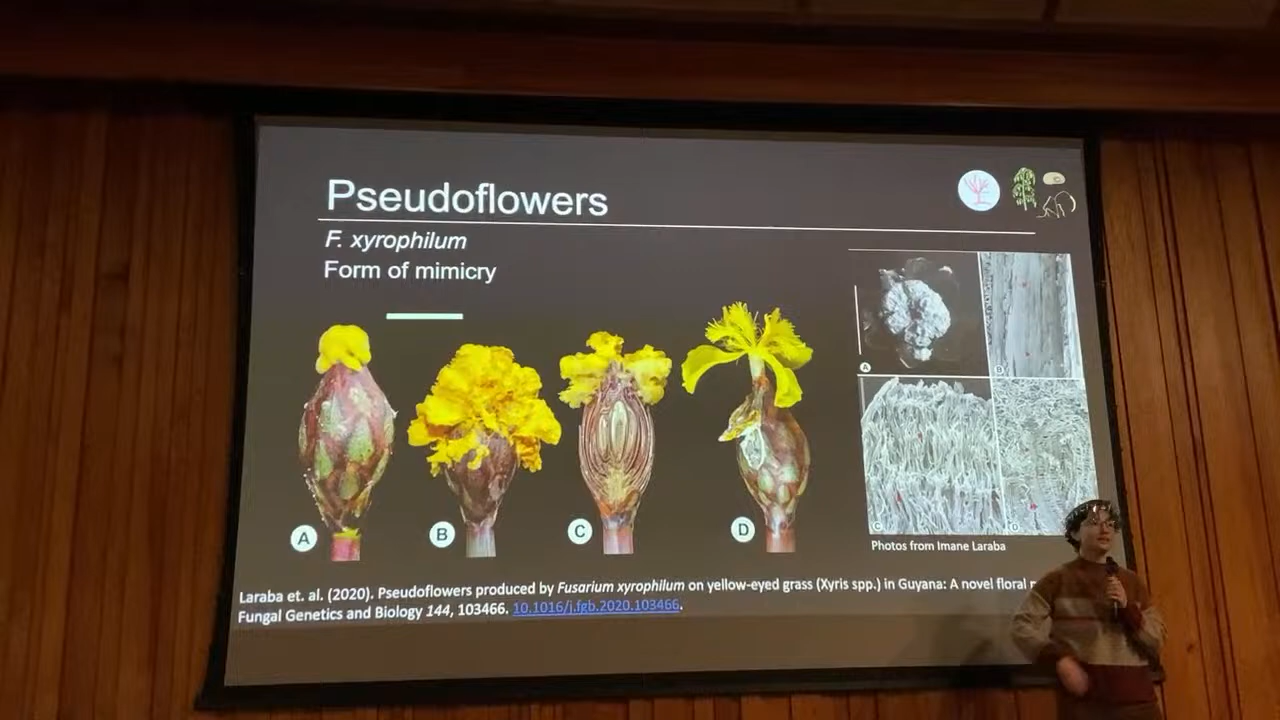 Pseudoflowers
F. xyrophilum
Form of mimicry
A
B
C
D
A
B
C
D
Photos from Imane Laraba
Laraba et. al. (2020). Pseudoflowers produced by Fusarium xyrophilum on yellow-eyed grass (Xyris spp.) in Guyana: A novel floral
Fungal Genetics and Biology 144, 103466. 10.1016/j.fgb.2020.103466.